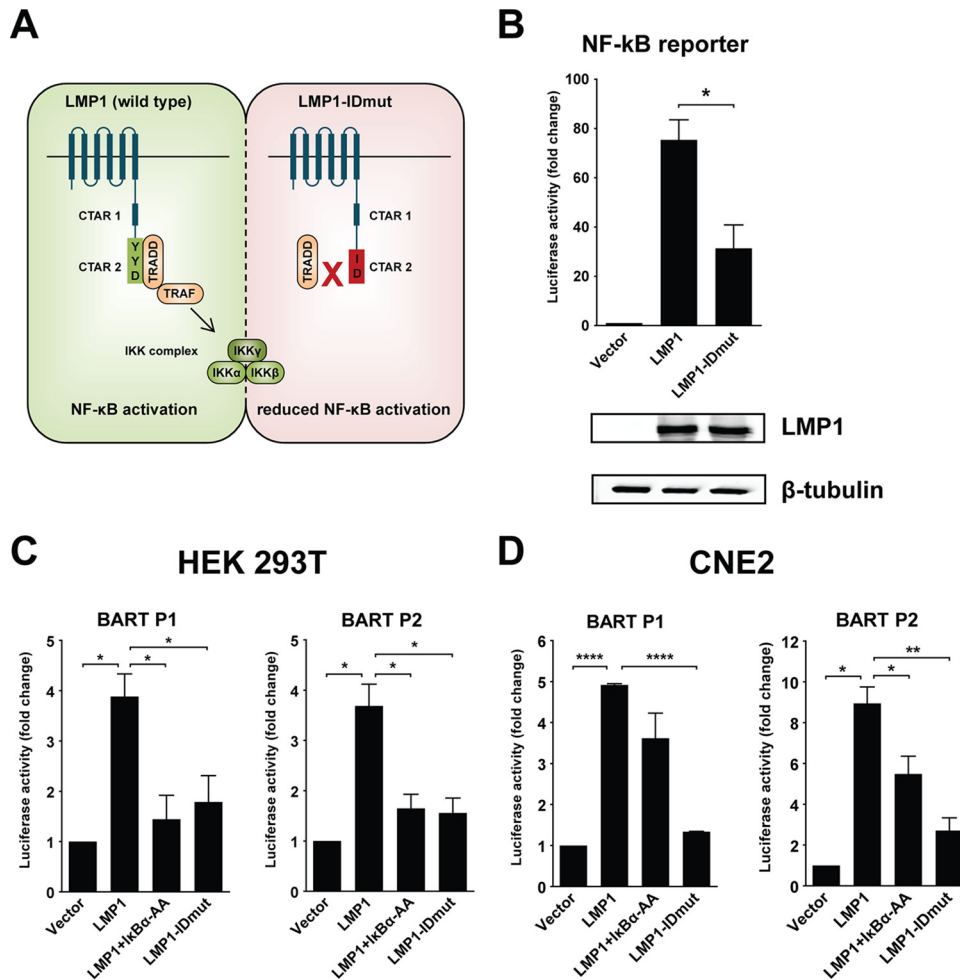 A
LMP1 (wild type)
LMP1-IDmut
CTAR 1
CTAR 1
CTAR 2
YYD
TRADD
TRAF
TRADD
X
ID
CTAR 2
IKK complex
IKKγ
IKKα
IKKβ
NF-κB activation
reduced NF-κB activation
B
NF-kB reporter
Luciferase activity (fold change)
100
80
60
40
20
0
*
Vector
LMP1
LMP1-IDmut
LMP1
β-tubulin
C
HEK 293T
BART P1
Luciferase activity (fold change)
5
4
3
2
1
0
*
*
*
Vector
LMP1
LMP1+IκBα-AA
LMP1-IDmut
BART P2
Luciferase activity (fold change)
5
4
3
2
1
0
*
*
*
Vector
LMP1
LMP1+IκBα-AA
LMP1-IDmut
D
CNE2
BART P1
Luciferase activity (fold change)
6
5
4
3
2
1
0
****
****
Vector
LMP1
LMP1+IκBα-AA
LMP1-IDmut
BART P2
Luciferase activity (fold change)
12
10
8
6
4
2
0
**
*
*
Vector
LMP1
LMP1+IκBα-AA
LMP1-IDmut